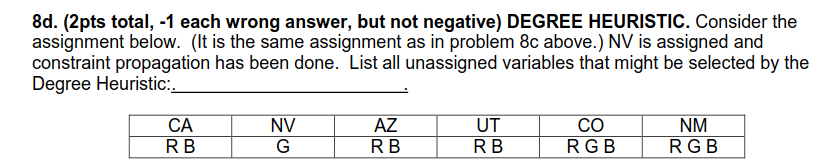 8d. (2pts total, -1 each wrong answer, but not negative) DEGREE HEURISTIC. Consider the
assignment below. (It is the same assignment as in problem 8c above.) NV is assigned and
constraint propagation has been done. List all unassigned variables that might be selected by the
Degree Heuristic:.____________________________.
CA NV AZ UT CO NM
R B G R B R B R G B R G B